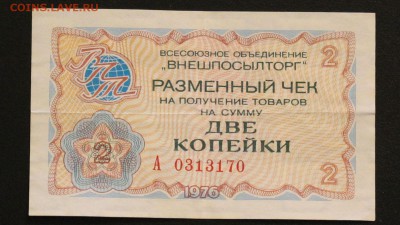 COINS.LAVE.RU
ВСЕСОЮЗНОЕ ОБЪЕДИНЕНИЕ
„ВНЕШПОСЫЛТОРГ"
РАЗМЕННЫЙ ЧЕК
НА ПОЛУЧЕНИЕ ТОВАРОВ
НА СУММУ
ДВЕ
КОПЕЙКИ
А 0313170
1976
2
2
2
ВПТ